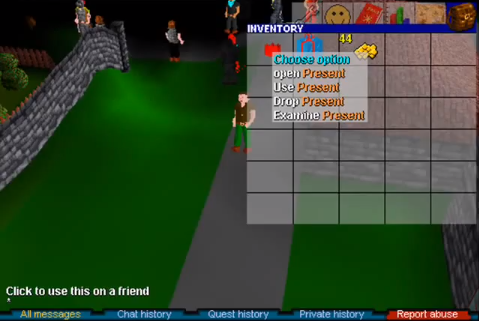 INVENTORY
44
Choose option
open Present
Use Present
Drop Present
Examine Present
Click to use this on a friend
*
All messages
Chat history
Quest history
Private history
Report abuse